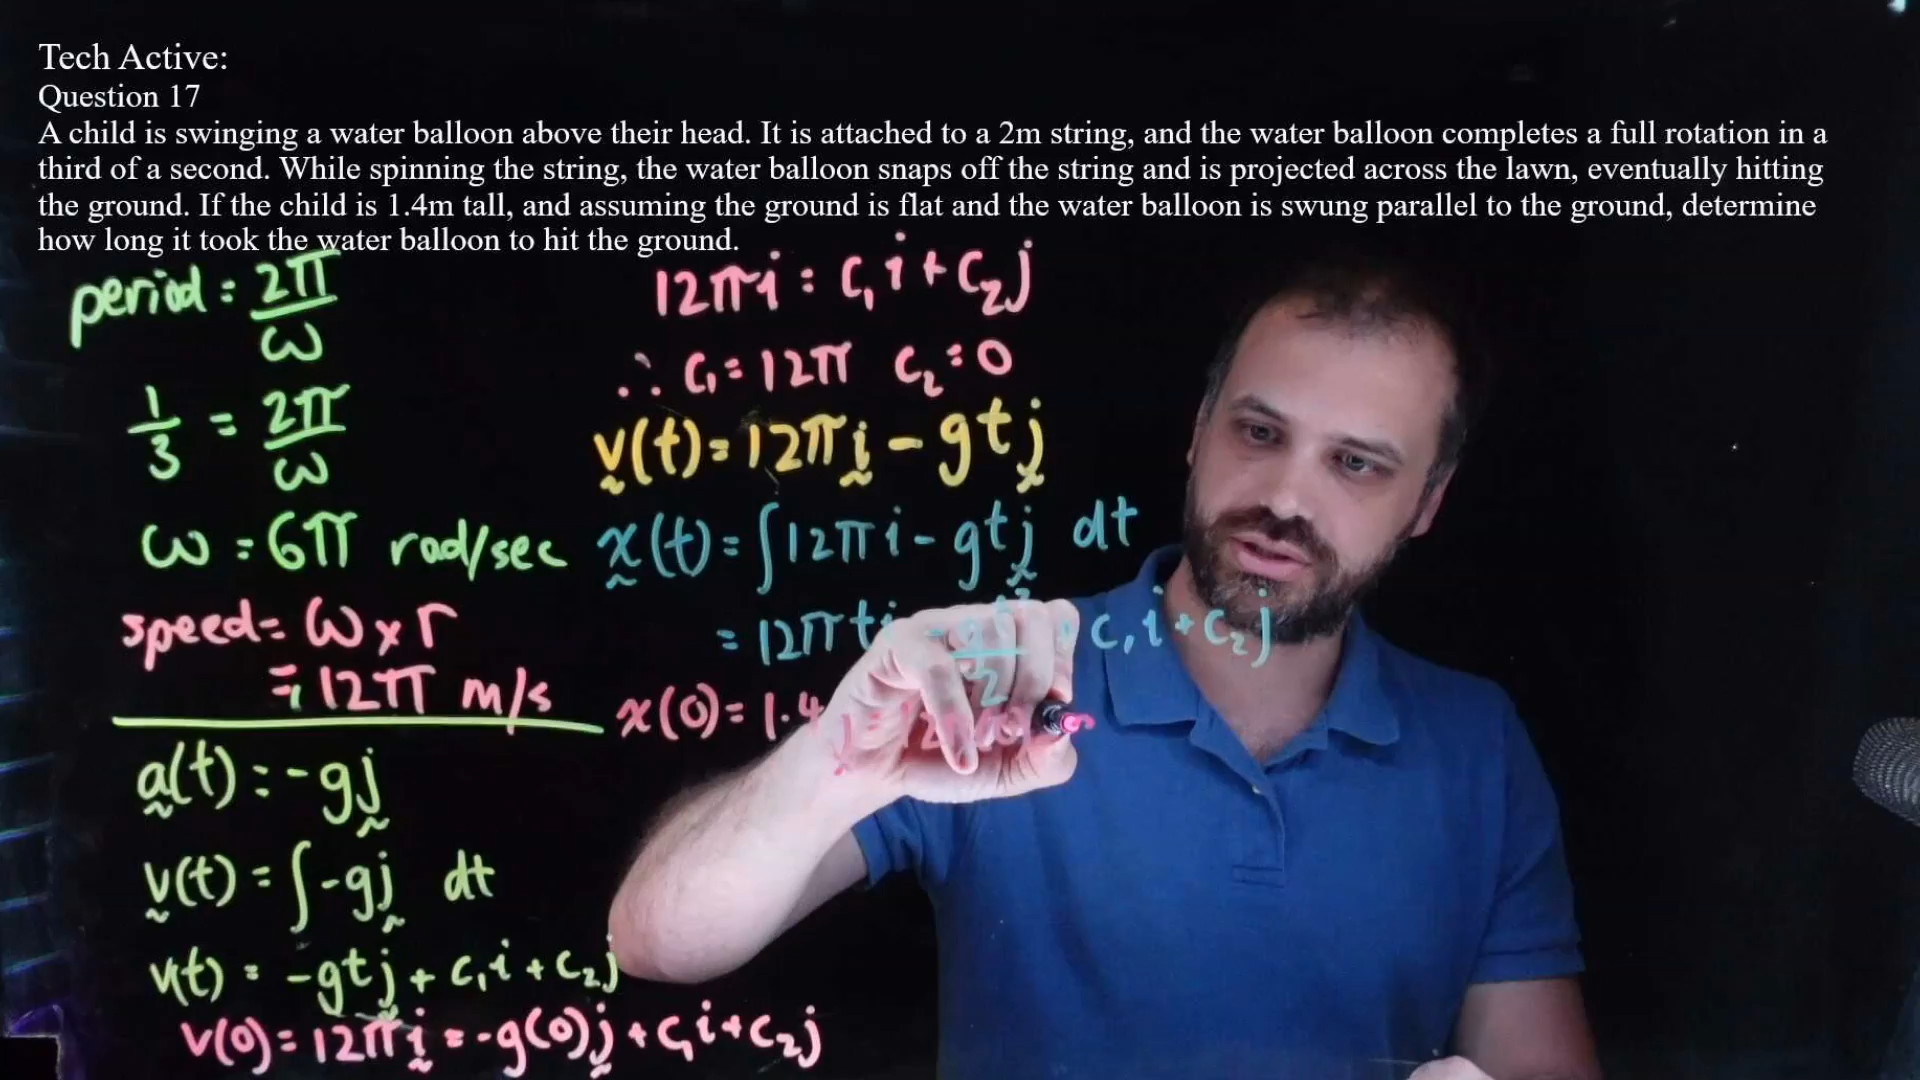 Tech Active:
Question 17
A child is swinging a water balloon above their head. It is attached to a 2m string, and the water balloon completes a full rotation in a
third of a second. While spinning the string, the water balloon snaps off the string and is projected across the lawn, eventually hitting
the ground. If the child is 1.4m tall, and assuming the ground is flat and the water balloon is swung parallel to the ground, determine
how long it took the water balloon to hit the ground.
period = 2π/ω
1/3 = 2π/ω
ω = 6π rad/sec
speed = ω × r
= 12π m/s
a(t) = -gj
v(t) = ∫-gj dt
v(t) = -gtj + c₁i + c₂j
v(0) = 12πi = -g(0)j + c₁i + c₂j
12πi = c₁i + c₂j
∴ c₁ = 12π c₂ = 0
v(t) = 12πi - gtj
x(t) = ∫12πi - gtj dt
= 12πti - gt²/2 + c₁i + c₂j
x(0) = 1.4